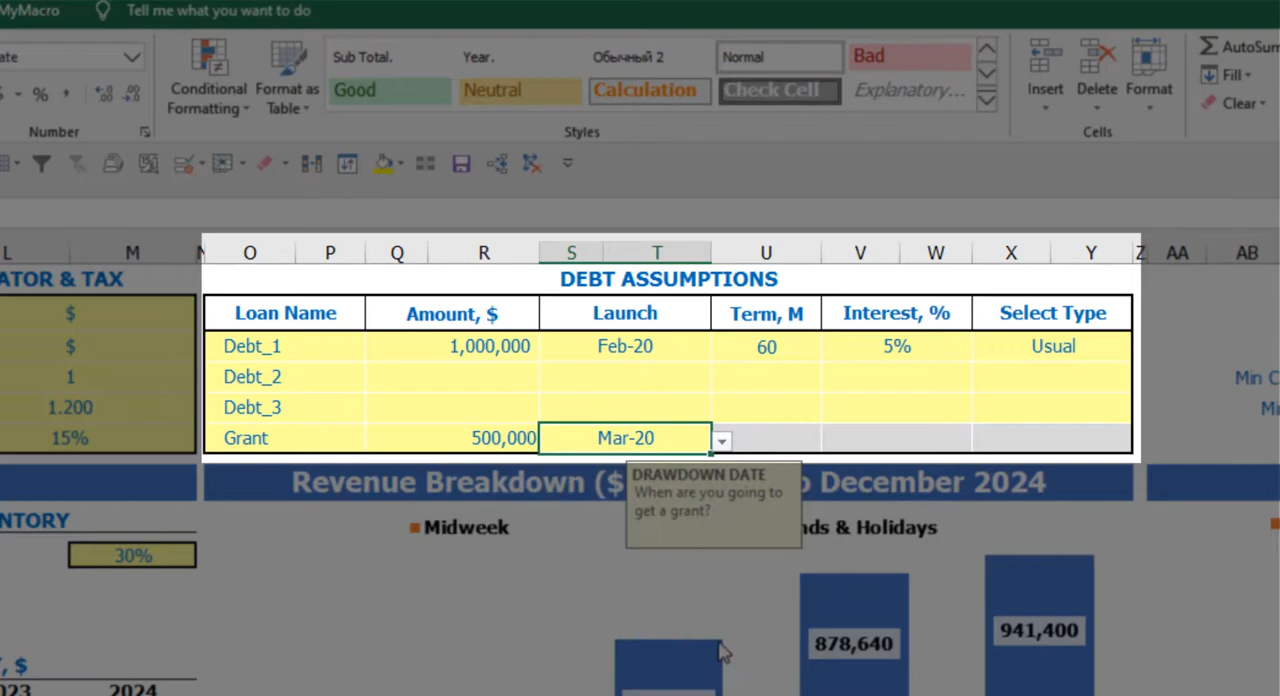 MyMacro Tell me what you want to do
ate
Sub Total. Year. Обычный 2 Normal Bad
Good Neutral Calculation Check Cell Explanatory...
Conditional Formatting
Format as Table
Insert Delete Format
AutoSum
Fill
Clear
Number Styles Cells
L M N O P Q R S T U V W X Y Z AA AB
ATOR & TAX DEBT ASSUMPTIONS
$ Loan Name Amount, $ Launch Term, M Interest, % Select Type
$ Debt_1 1,000,000 Feb-20 60 5% Usual
1 Debt_2 Min C
1.200 Debt_3 Mi
15% Grant 500,000 Mar-20
DRAWDOWN DATE
When are you going to
get a grant?
Revenue Breakdown ($ o December 2024
NTORY Midweek nds & Holidays
30%
878,640 941,400
, $
023 2024